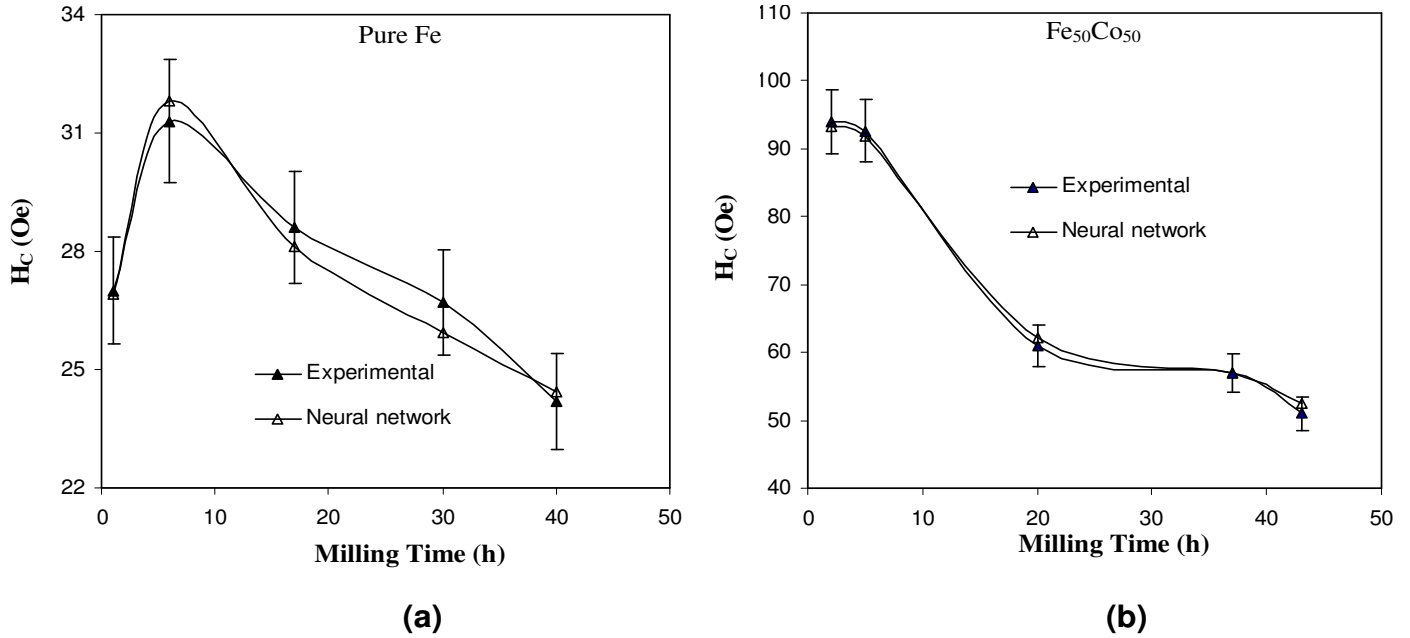 Pure Fe
34
31
28
25
22
H_C (Oe)
Experimental
Neural network
0 10 20 30 40 50
Milling Time (h)
(a)
Fe₅₀Co₅₀
110
100
90
80
70
60
50
40
H_C (Oe)
Experimental
Neural network
0 10 20 30 40 50
Milling Time (h)
(b)